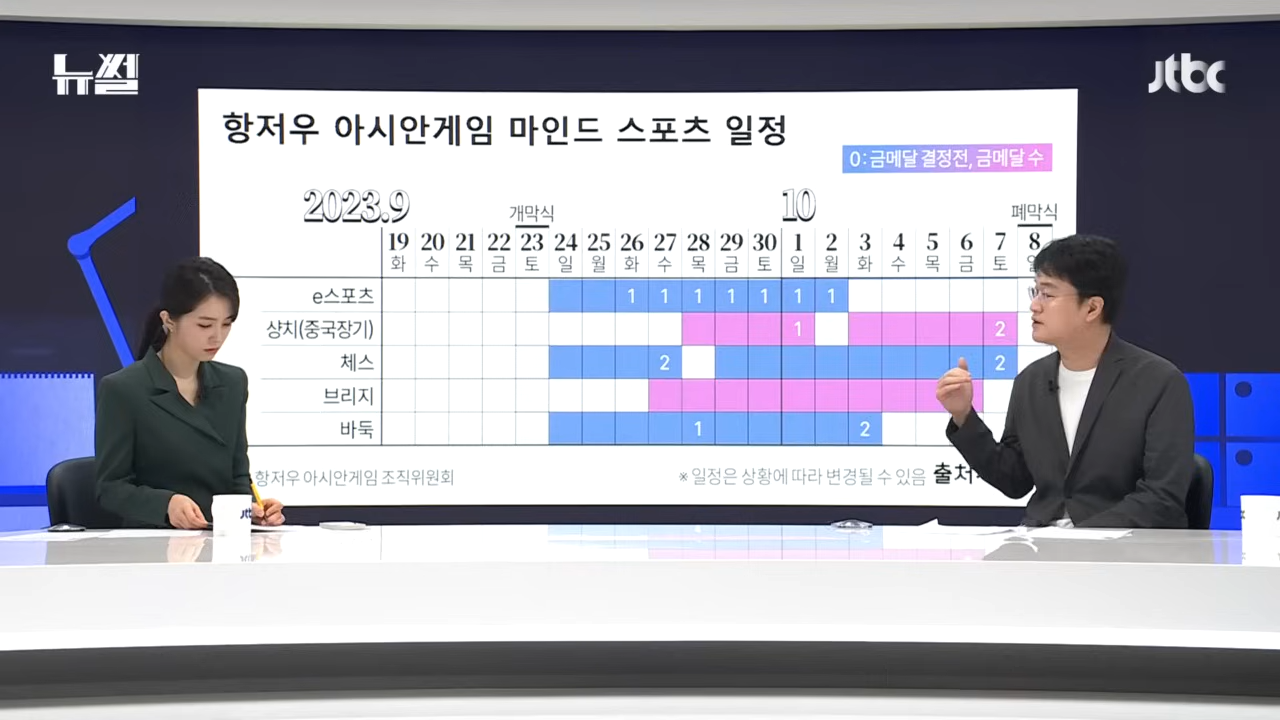 뉴썰
jtbc
항저우 아시안게임 마인드 스포츠 일정
0 : 금메달 결정전, 금메달 수
2023.9 10
개막식 폐막식
19 20 21 22 23 24 25 26 27 28 29 30 1 2 3 4 5 6 7 8
화 수 목 금 토 일 월 화 수 목 금 토 일 월 화 수 목 금 토
e스포츠 1 1 1 1 1 1 1
샹치(중국장기) 1 2
체스 2 2
브리지
바둑 1 2
항저우 아시안게임 조직위원회 ※ 일정은 상황에 따라 변경될 수 있음